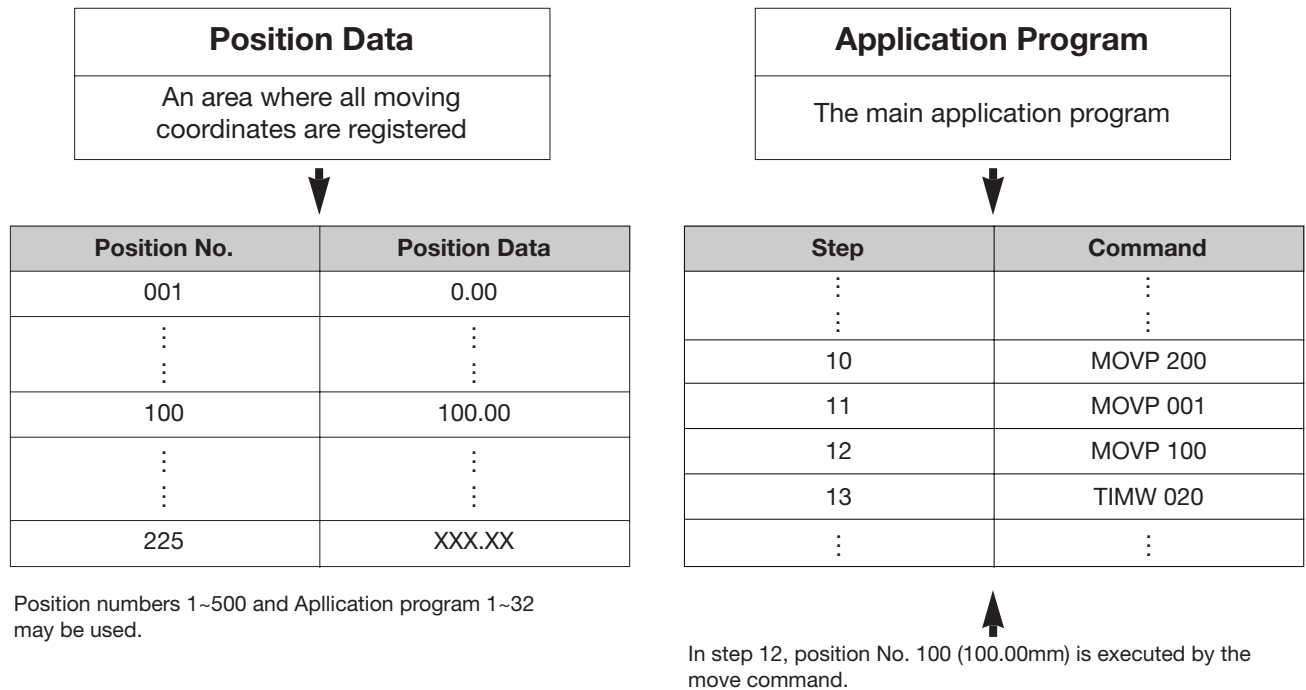 Position Data
An area where all moving
coordinates are registered
Position No. Position Data
001 0.00
⋮ ⋮
⋮ ⋮
100 100.00
⋮ ⋮
⋮ ⋮
225 XXX.XX
Position numbers 1~500 and Apllication program 1~32
may be used.
Application Program
The main application program
Step Command
⋮ ⋮
⋮ ⋮
10 MOVP 200
11 MOVP 001
12 MOVP 100
13 TIMW 020
⋮ ⋮
In step 12, position No. 100 (100.00mm) is executed by the
move command.